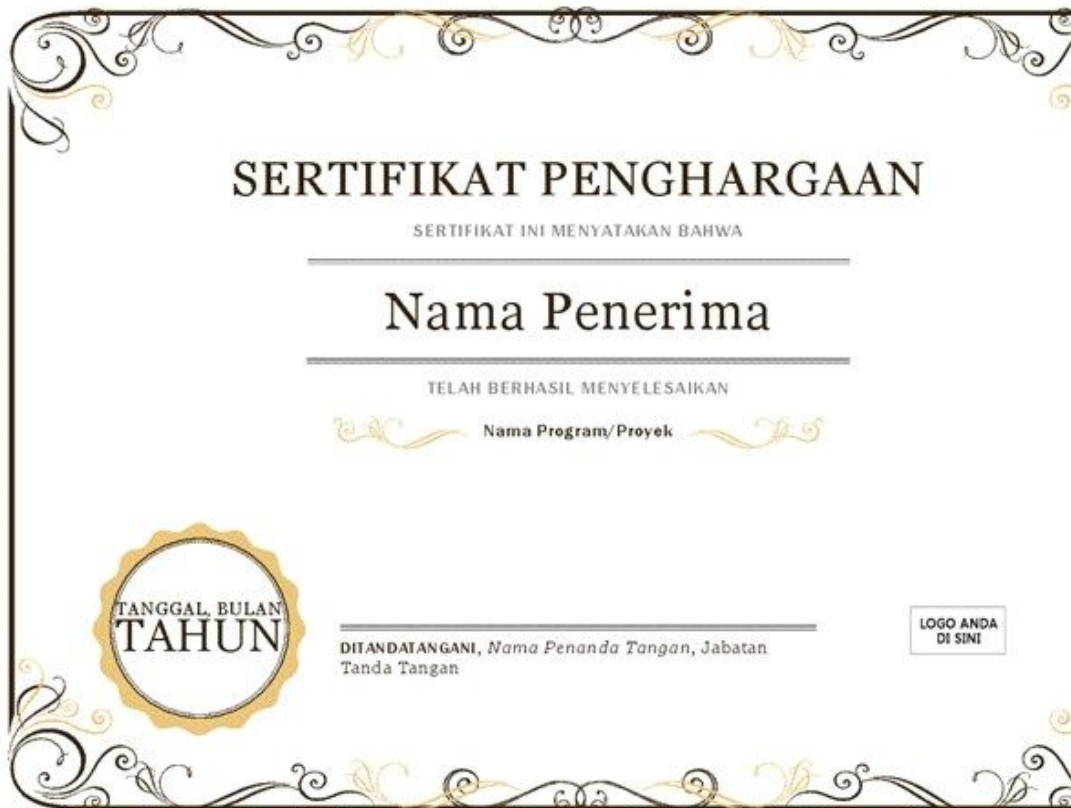 SERTIFIKAT PENGHARGAAN
SERTIFIKAT INI MENYATAKAN BAHWA
Nama Penerima
TELAH BERHASIL MENYELESAIKAN
Nama Program/Proyek
TANGGAL, BULAN
TAHUN
DITANDATANGANI, Nama Penanda Tangan, Jabatan
Tanda Tangan
LOGO ANDA
DI SINI